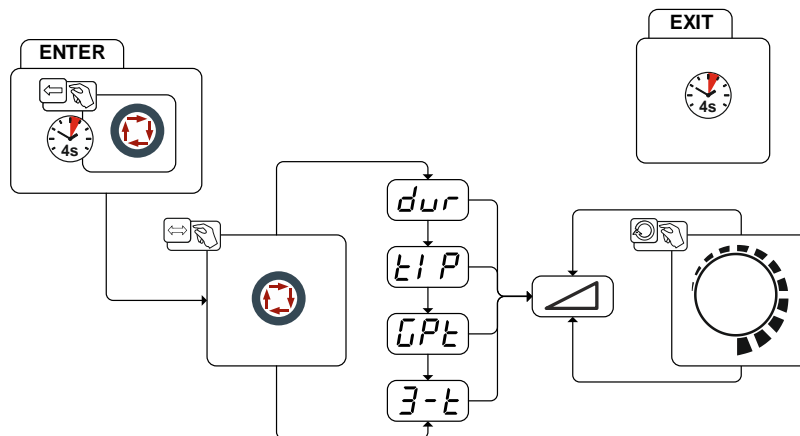 EXIT
ENTER
4s
4s
dur
tIP
GPt
3-t